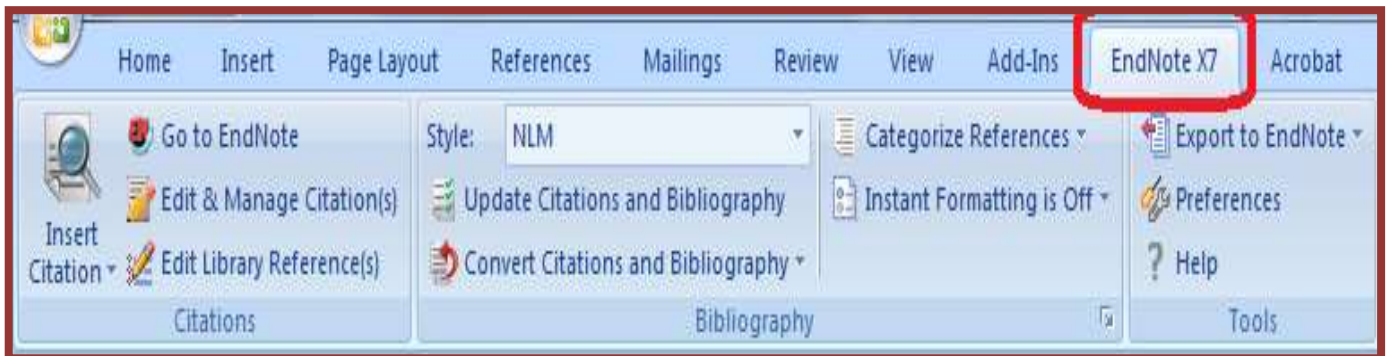 Home Insert Page Layout References Mailings Review View Add-Ins EndNote X7 Acrobat
Insert
Citation
Go to EndNote
Edit & Manage Citation(s)
Edit Library Reference(s)
Citations
Style: NLM
Update Citations and Bibliography
Convert Citations and Bibliography
Categorize References
Instant Formatting is Off
Bibliography
Export to EndNote
Preferences
? Help
Tools